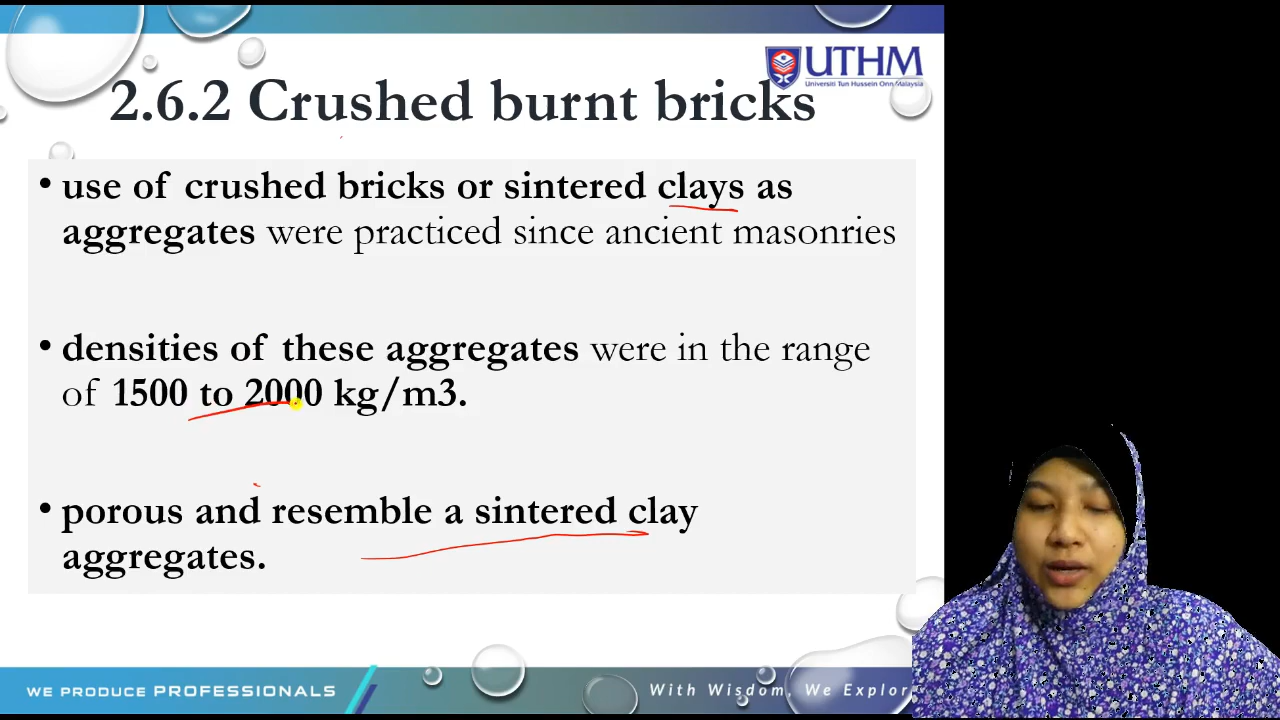 UTHM
Universiti Tun Hussein Onn Malaysia
2.6.2 Crushed burnt bricks
• use of crushed bricks or sintered clays as
aggregates were practiced since ancient masonries
• densities of these aggregates were in the range
of 1500 to 2000 kg/m3.
• porous and resemble a sintered clay
aggregates.
WE PRODUCE PROFESSIONALS
With Wisdom, We Explor